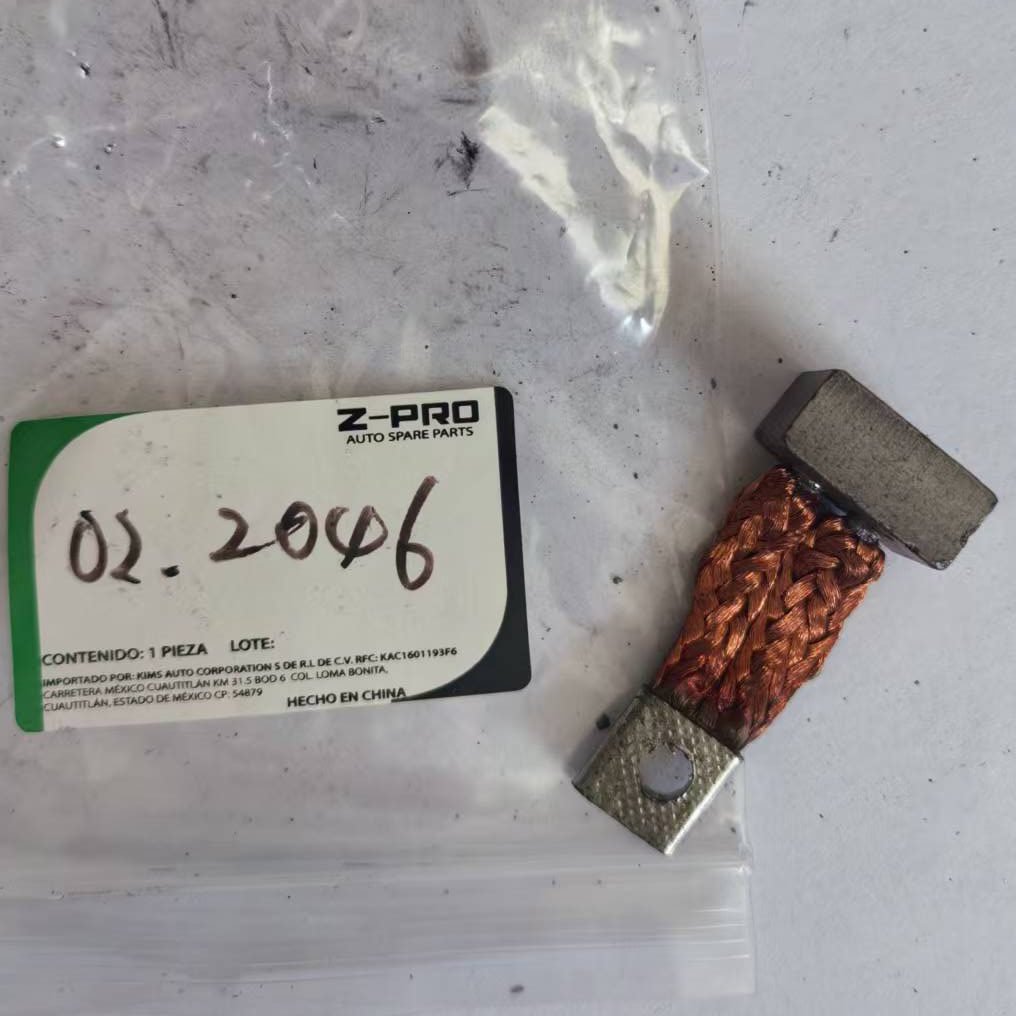 Z-PRO
AUTO SPARE PARTS
02.2046
CONTENIDO: 1 PIEZA LOTE:
IMPORTADO POR: KIMS AUTO CORPORATION S DE R.L DE C.V. RFC: KAC1601193F6
CARRETERA MÉXICO CUAUTITLÁN KM 31.5 BOD 6 COL. LOMA BONITA,
CUAUTITLÁN, ESTADO DE MÉXICO CP: 54879
HECHO EN CHINA